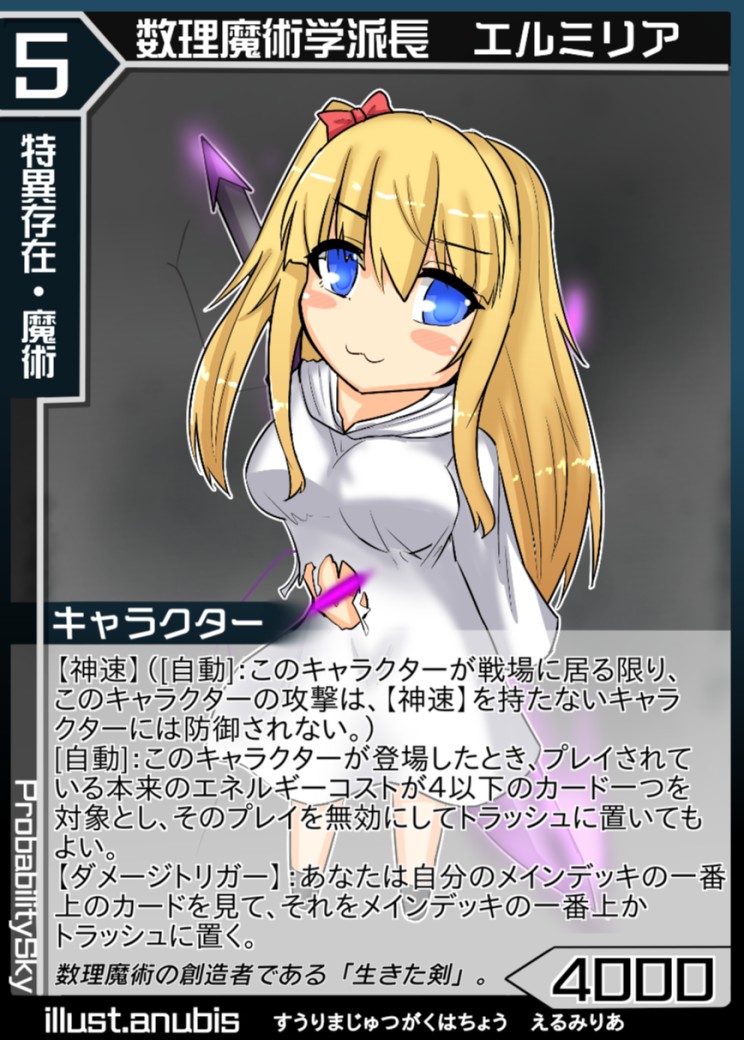 5
数理魔術学派長 エルミリア
特異存在・魔術
キャラクター
【神速】([自動]:このキャラクターが戦場に居る限り、
このキャラクターの攻撃は、【神速】を持たないキャラ
クターには防御されない。)
[自動]:このキャラクターが登場したとき、プレイされて
いる本来のエネルギーコストが4以下のカード一つを
対象とし、そのプレイを無効にしてトラッシュに置いても
よい。
【ダメージトリガー】:あなたは自分のメインデッキの一番
上のカードを見て、それをメインデッキの一番上か
トラッシュに置く。
数理魔術の創造者である「生きた剣」。
4000
ProbabilitySky
illust.anubis すうりまじゅつがくはちょう えるみりあ